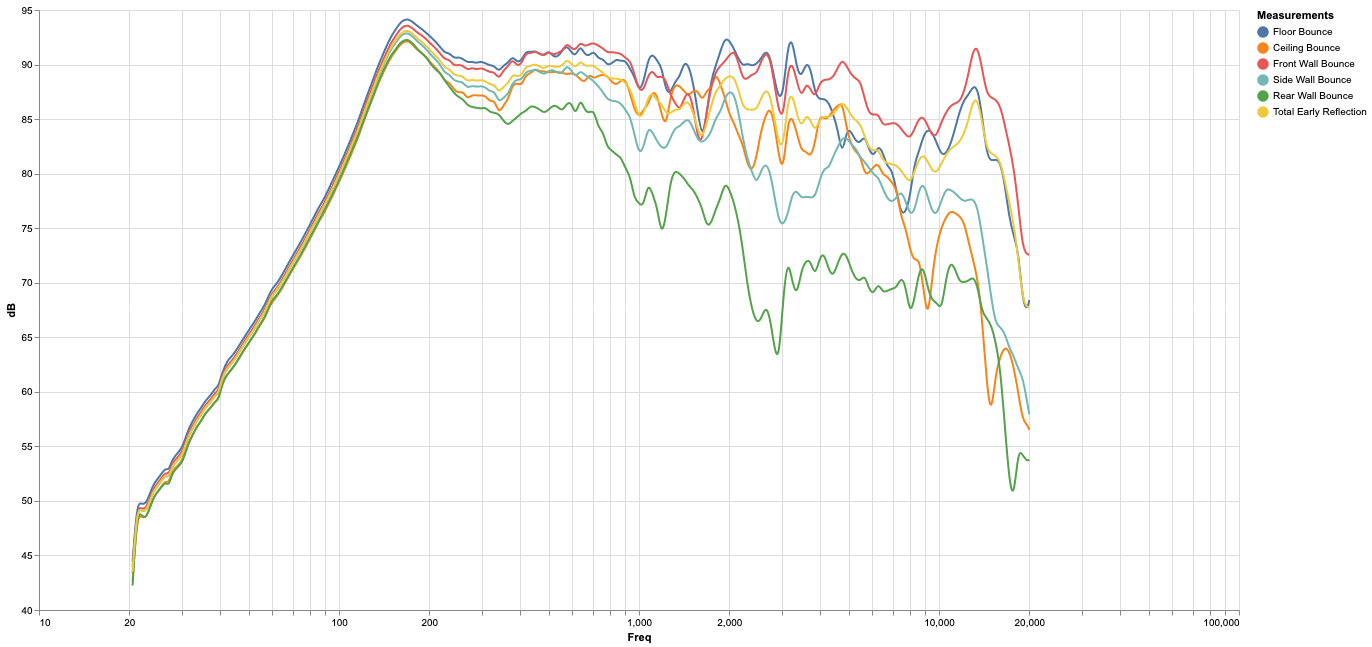 95
90
85
80
75
70
65
60
55
50
45
40
dB
10
20
100
200
1,000
2,000
10,000
20,000
100,000
Freq
Measurements
Floor Bounce
Ceiling Bounce
Front Wall Bounce
Side Wall Bounce
Rear Wall Bounce
Total Early Reflection